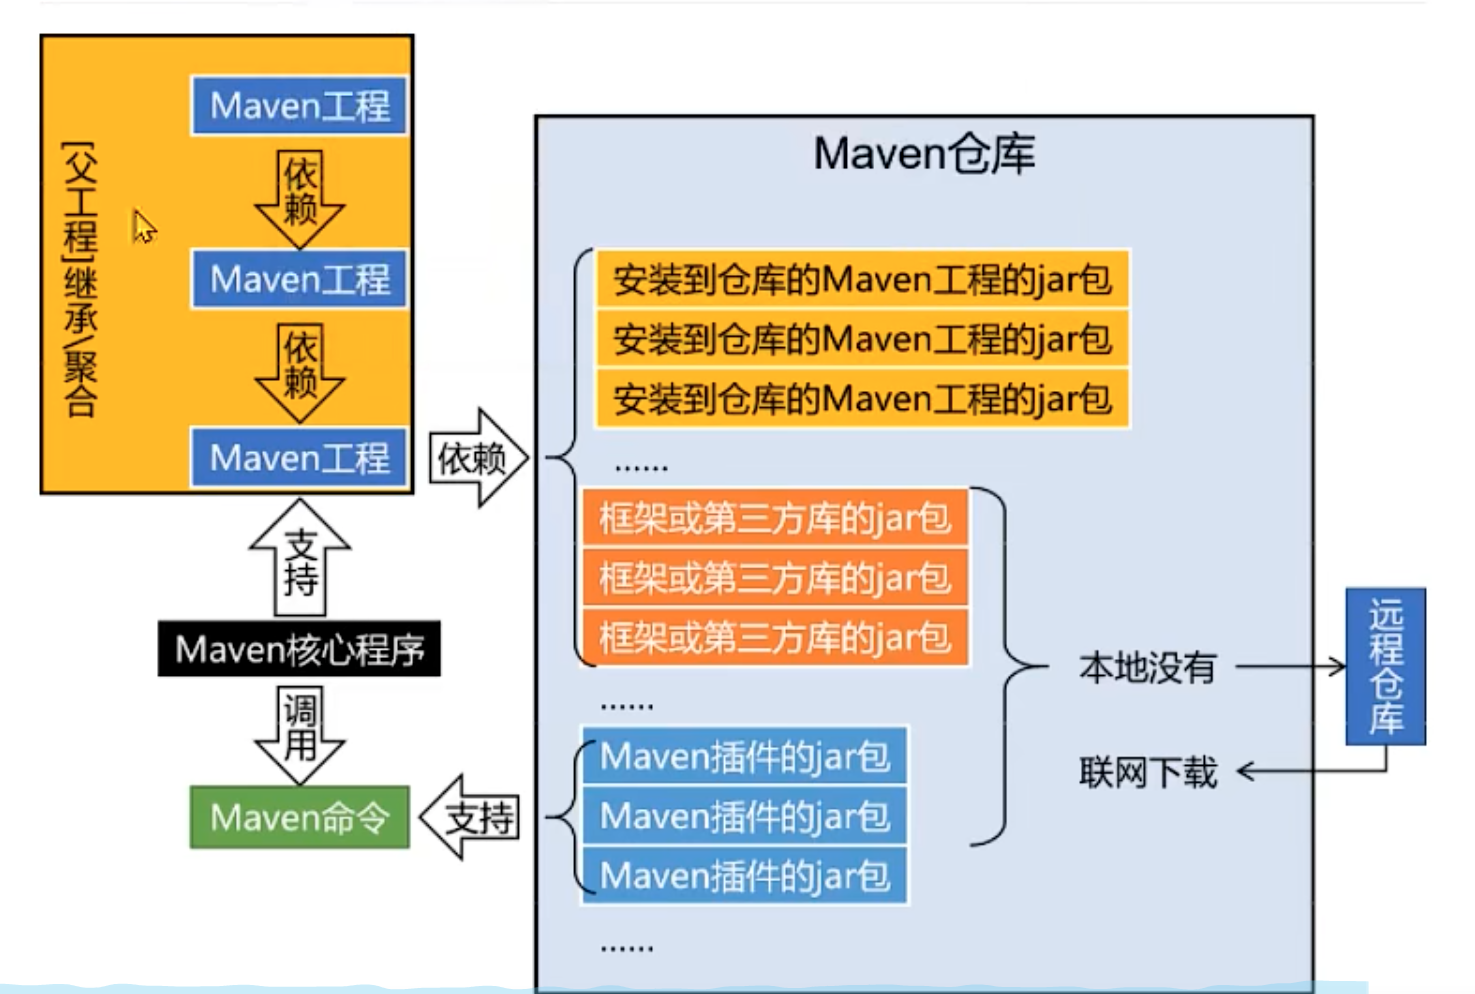 Maven工程
依赖
Maven工程
依赖
Maven工程
[父工程]继承/聚合
支持
Maven核心程序
调用
Maven命令
依赖
支持
Maven仓库
安装到仓库的Maven工程的jar包
安装到仓库的Maven工程的jar包
安装到仓库的Maven工程的jar包
......
框架或第三方库的jar包
框架或第三方库的jar包
框架或第三方库的jar包
......
Maven插件的jar包
Maven插件的jar包
Maven插件的jar包
......
本地没有
联网下载
远程仓库